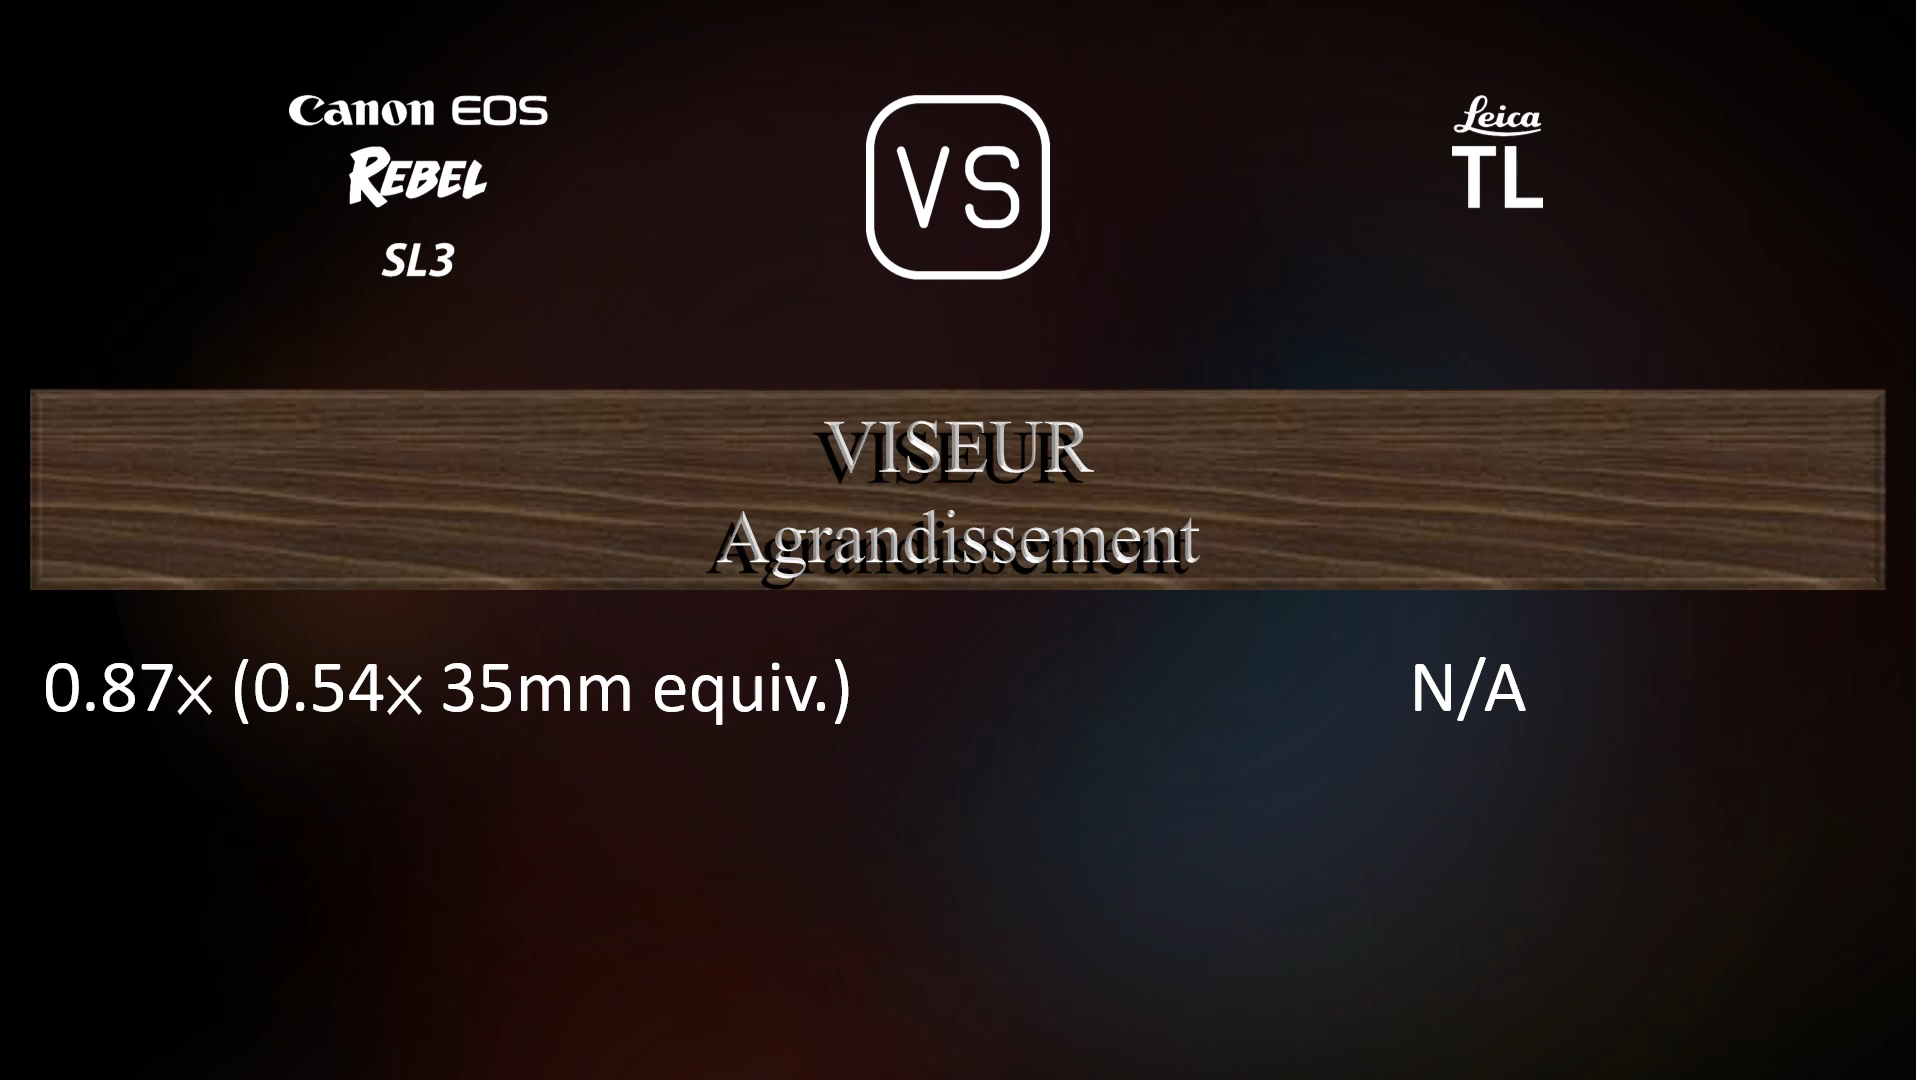 Canon EOS
REBEL
SL3
VS
Leica
TL
VISEUR
Agrandissement
0.87× (0.54× 35mm equiv.)
N/A